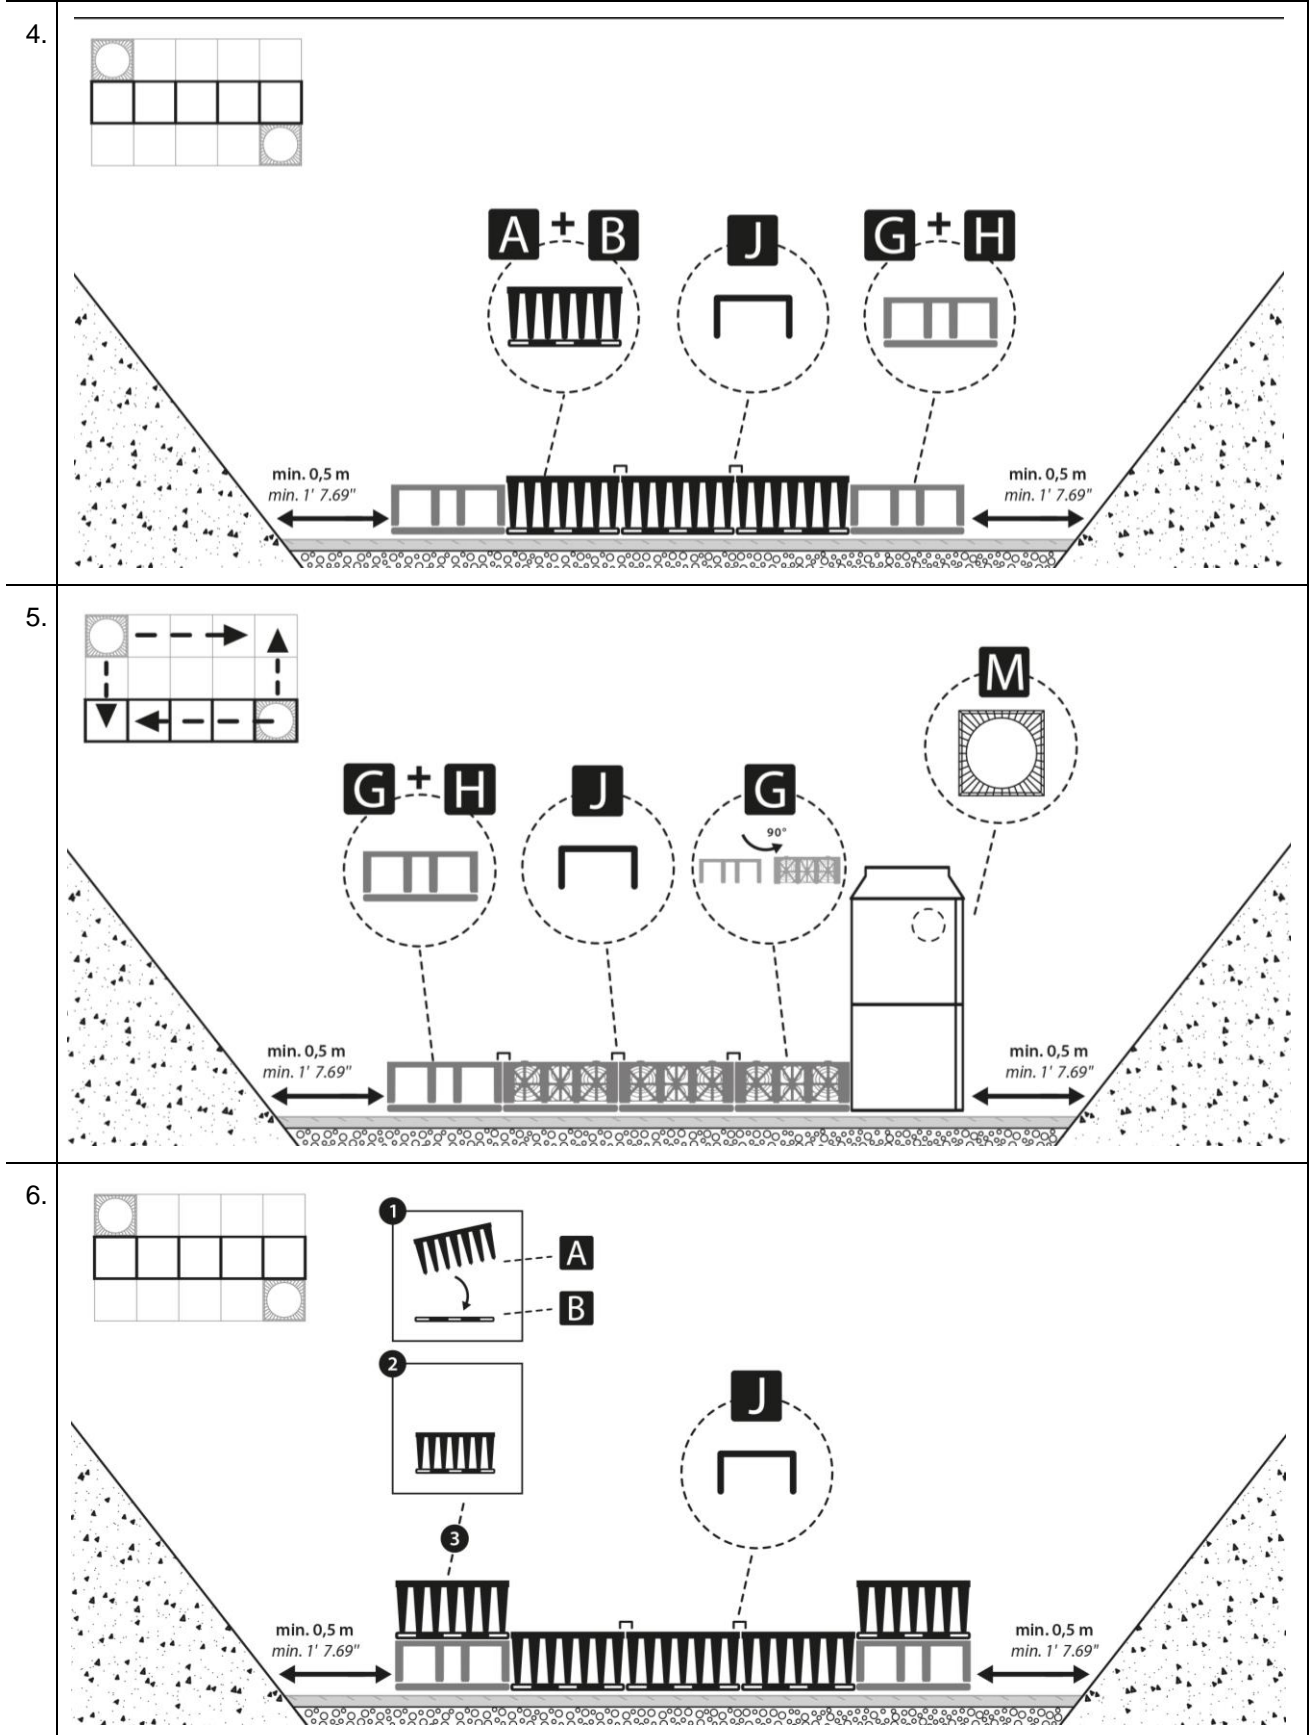 4.
A + B
J
G + H
min. 0,5 m
min. 1' 7.69"
min. 0,5 m
min. 1' 7.69"
5.
M
G + H
J
G
90°
min. 0,5 m
min. 1' 7.69"
min. 0,5 m
min. 1' 7.69"
6.
1
A
B
2
J
3
min. 0,5 m
min. 1' 7.69"
min. 0,5 m
min. 1' 7.69"